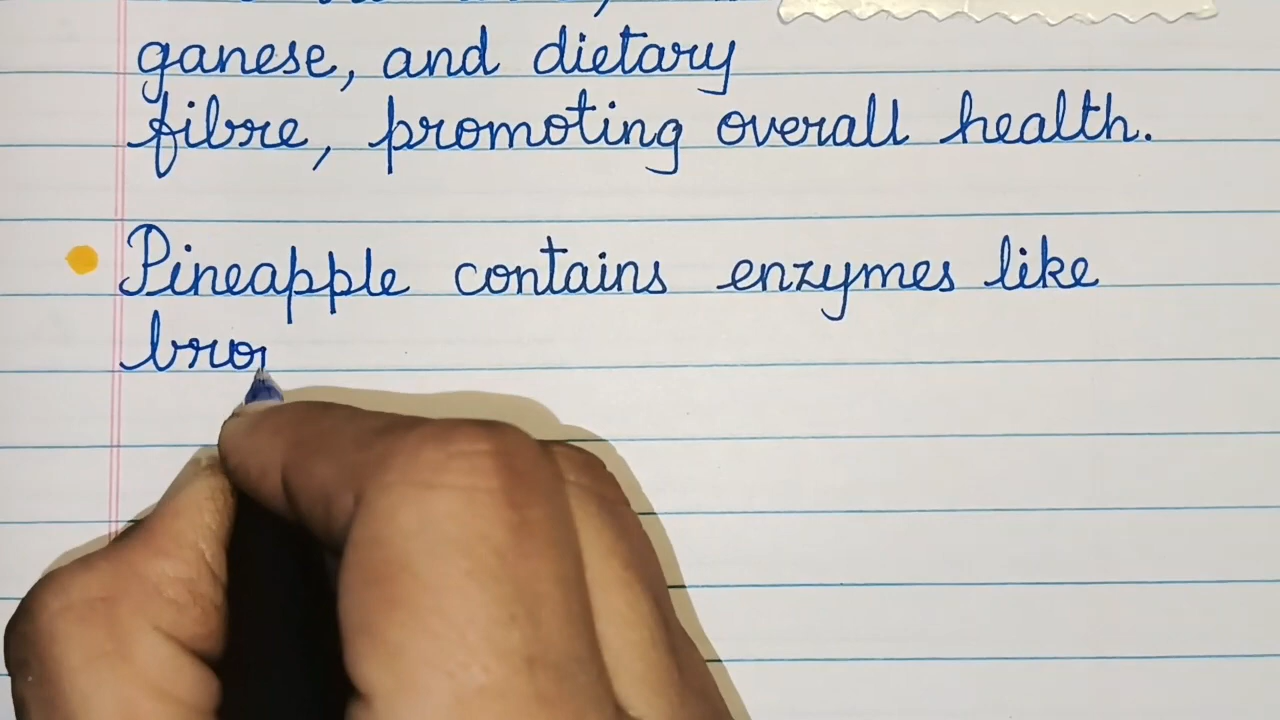 ganese, and dietary
fibre, promoting overall health.
Pineapple contains enzymes like
bro